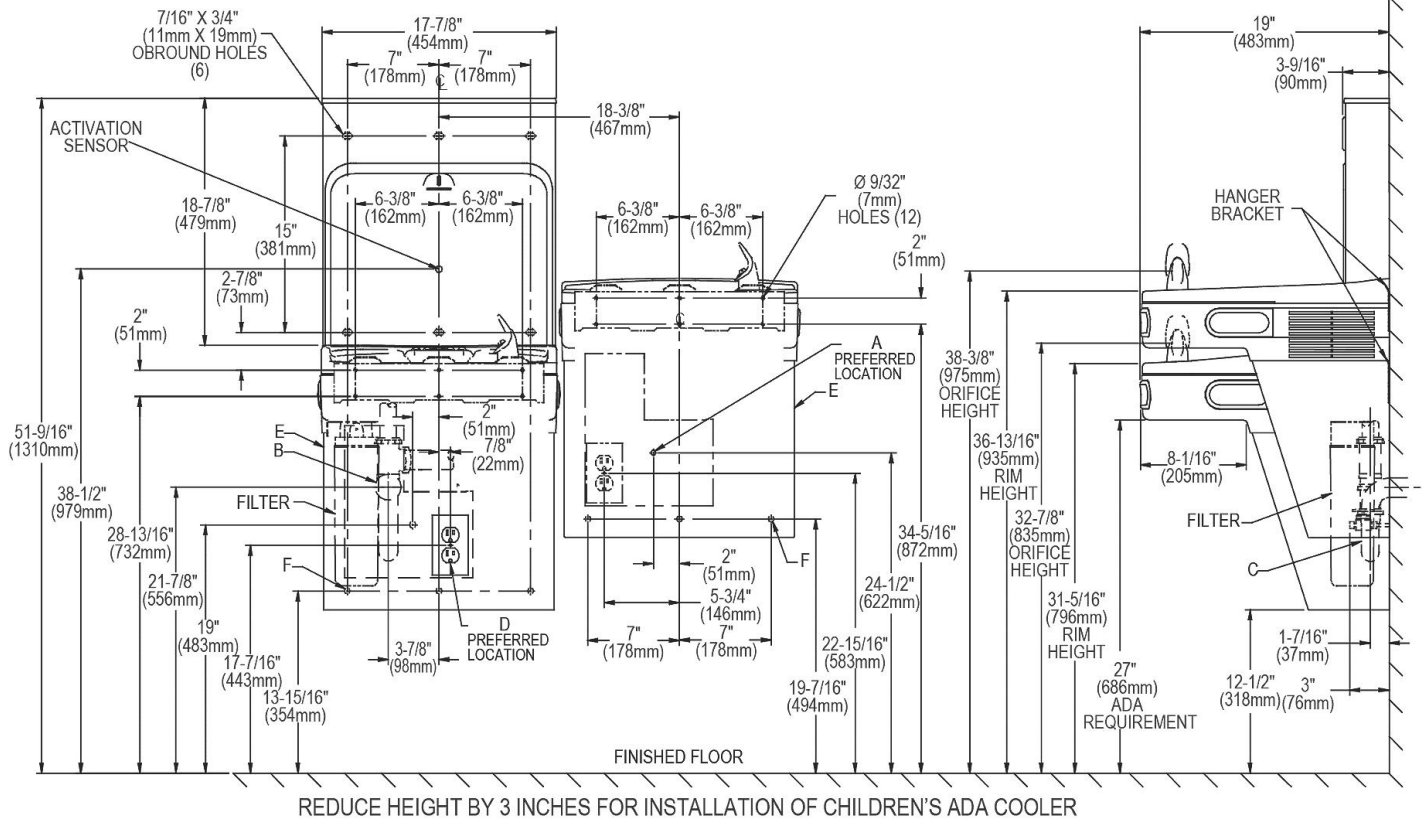 7/16" X 3/4"
(11mm X 19mm)
OBROUND HOLES
(6)
17-7/8"
(454mm)
7"
(178mm)
7"
(178mm)
℄
18-3/8"
(467mm)
19"
(483mm)
3-9/16"
(90mm)
ACTIVATION
SENSOR
18-7/8"
(479mm)
15"
(381mm)
6-3/8"
(162mm)
6-3/8"
(162mm)
6-3/8"
(162mm)
6-3/8"
(162mm)
Ø 9/32"
(7mm)
HOLES (12)
2"
(51mm)
HANGER
BRACKET
2-7/8"
(73mm)
2"
(51mm)
℄
A
PREFERRED
LOCATION
E
38-3/8"
(975mm)
ORIFICE
HEIGHT
51-9/16"
(1310mm)
38-1/2"
(979mm)
28-13/16"
(732mm)
21-7/8"
(556mm)
19"
(483mm)
17-7/16"
(443mm)
13-15/16"
(354mm)
E
B
FILTER
F
2"
(51mm)
7/8"
(22mm)
D
PREFERRED
LOCATION
3-7/8"
(98mm)
F
2"
(51mm)
5-3/4"
(146mm)
7"
(178mm)
7"
(178mm)
34-5/16"
(872mm)
24-1/2"
(622mm)
22-15/16"
(583mm)
19-7/16"
(494mm)
36-13/16"
(935mm)
RIM
HEIGHT
32-7/8"
(835mm)
ORIFICE
HEIGHT
31-5/16"
(796mm)
RIM
HEIGHT
27"
(686mm)
ADA
REQUIREMENT
8-1/16"
(205mm)
FILTER
C
12-1/2"
(318mm)
1-7/16"
(37mm)
3"
(76mm)
FINISHED FLOOR
REDUCE HEIGHT BY 3 INCHES FOR INSTALLATION OF CHILDREN'S ADA COOLER